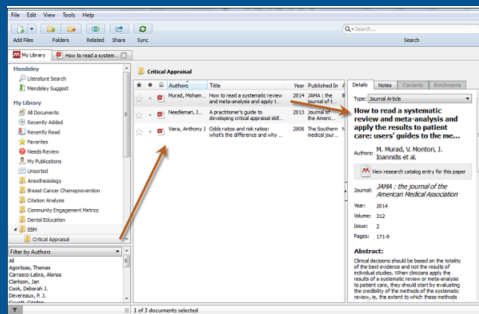 File Edit View Tools Help
Add Files Folders Related Share Sync
Search...
Search
My Library How to read a system...
Mendeley
Literature Search
Mendeley Suggest
My Library
All Documents
Recently Added
Recently Read
Favorites
Needs Review
My Publications
Unsorted
Anesthesiology
Breast Cancer Chemoprevention
Citation Analysis
Community Engagement Metrics
Dental Education
EBM
Critical Appraisal
Filter by Authors
All
Agoritsas, Thomas
Carrasco-Labra, Alonso
Clarkson, Jan
Cook, Deborah J.
Devereaux, P. J.
Critical Appraisal
Authors Title Year Published In
Murad, Moham... How to read a systematic review and meta-analysis and apply t... 2014 JAMA : the journal of t...
Needleman, I... A practitioner's guide to developing critical appraisal skill... 2013 Journal of the Americ...
Viera, Anthony J Odds ratios and risk ratios: what's the difference and why ... 2008 The Southern medical jour...
Details Notes Contents Enrichments
Type: Journal Article
How to read a systematic
review and meta-analysis and
apply the results to patient
care: users' guides to the me...
Authors: M. Murad, V. Montori, J.
Ioannidis et al.
View research catalog entry for this paper
Journal: JAMA : the journal of the
American Medical Association
Year: 2014
Volume: 312
Issue: 2
Pages: 171-9
Abstract:
Clinical decisions should be based on the totality
of the best evidence and not the results of
individual studies. When clinicians apply the
results of a systematic review or meta-analysis
to patient care, they should start by evaluating
the credibility of the methods of the systematic
review, ie, the extent to which these methods
1 of 3 documents selected